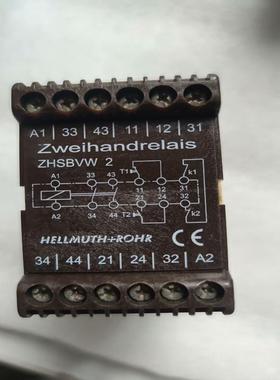 A1 33 43 11 12 31
Zweihandrelais
ZHSBVW 2
A1 33 43 T1 k1
11 12 31
A2 34 44 21 24 32
T2 k2
HELLMUTH+ROHR CE
34 44 21 24 32 A2